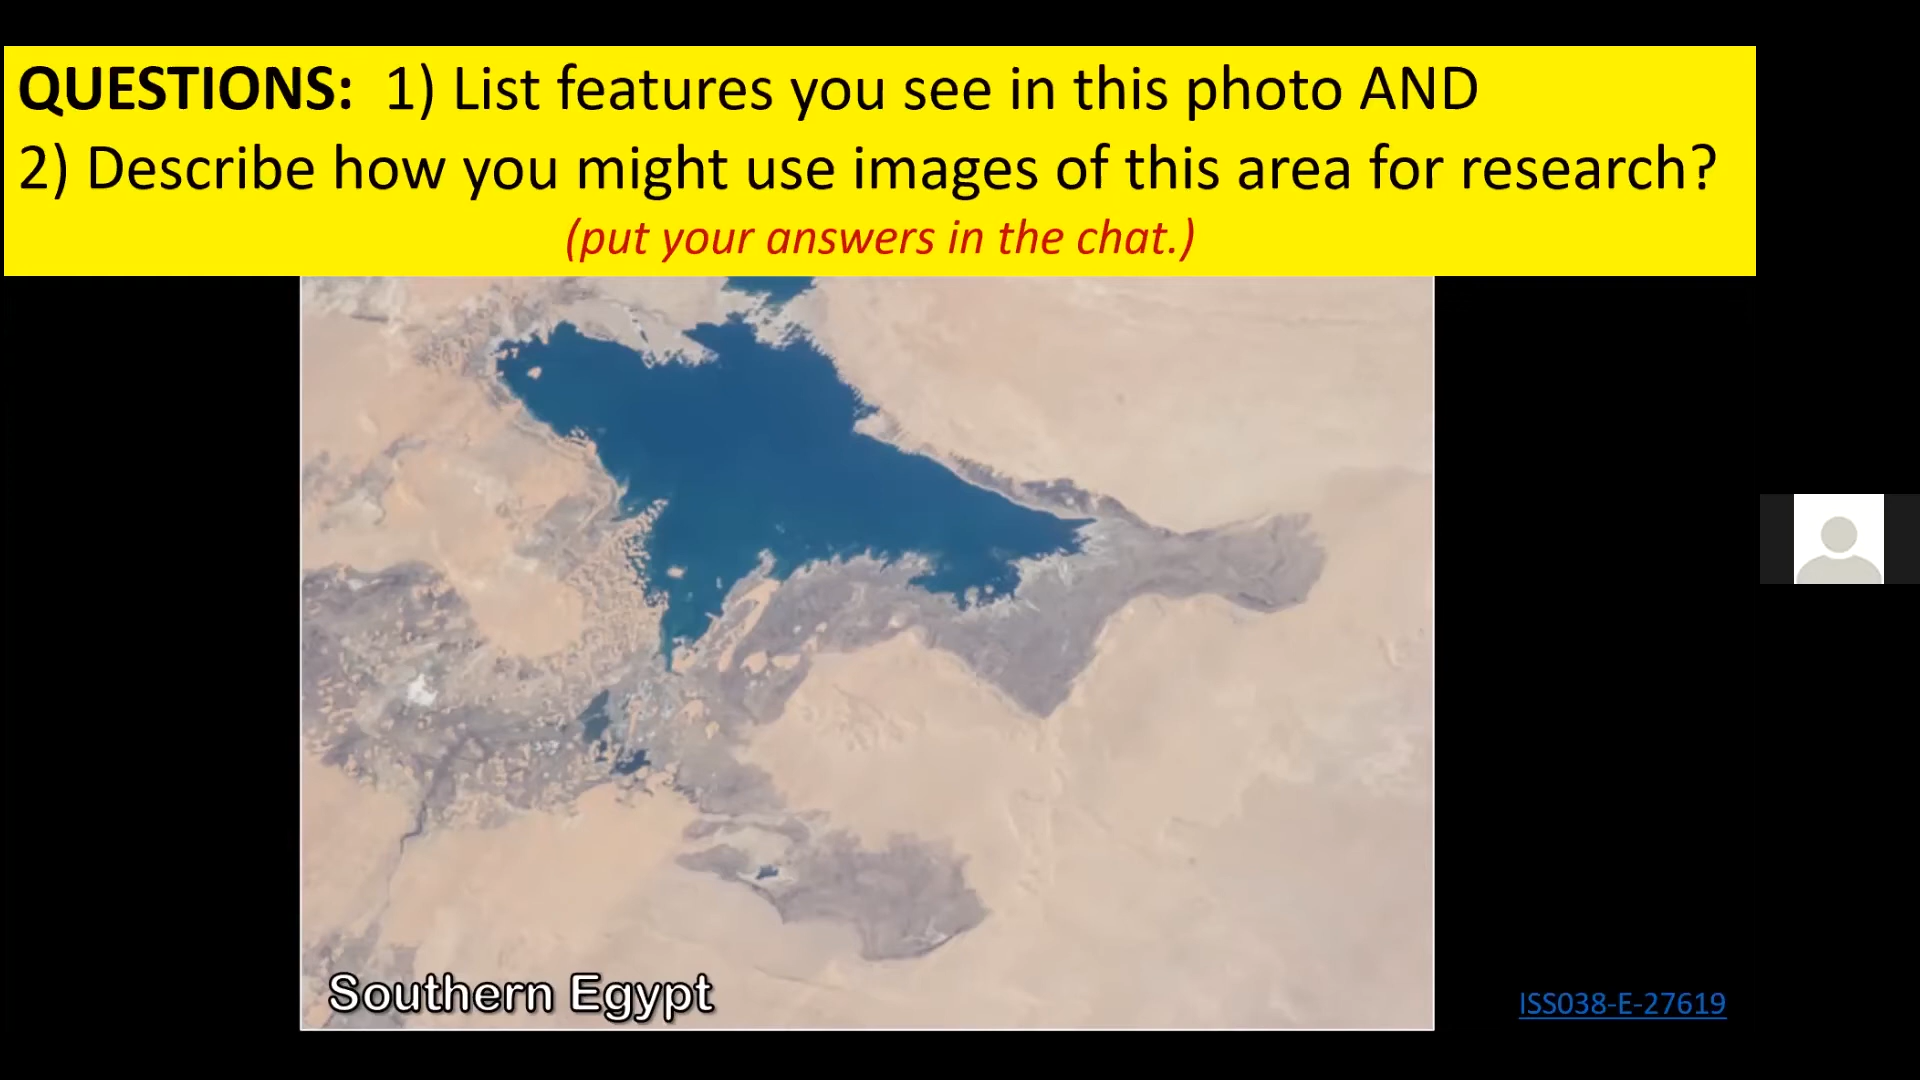 QUESTIONS: 1) List features you see in this photo AND
2) Describe how you might use images of this area for research?
(put your answers in the chat.)
Southern Egypt
ISS038-E-27619